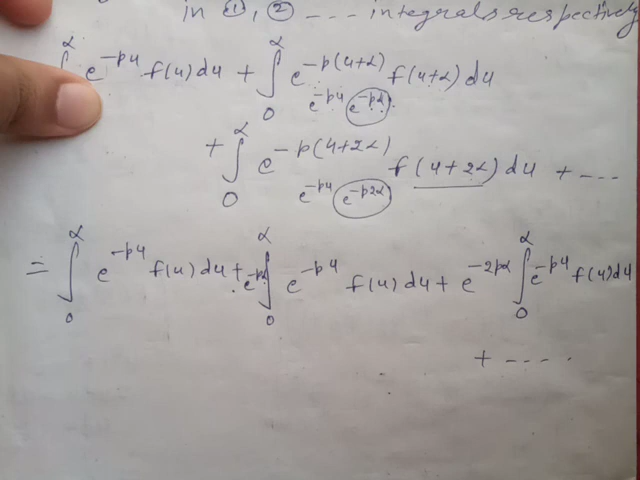 in ①, ② --- integrals respectively
∫₀^α e^{-pu} f(u) du + ∫₀^α e^{-p(u+α)} f(u+α) du
e^{-pu} e^{-pα}
+ ∫₀^α e^{-p(u+2α)} f(u+2α) du + ---
e^{-pu} e^{-p2α}
= ∫₀^α e^{-pu} f(u) du + e^{-pα} ∫₀^α e^{-pu} f(u) du + e^{-2pα} ∫₀^α e^{-pu} f(u) du
+ -----